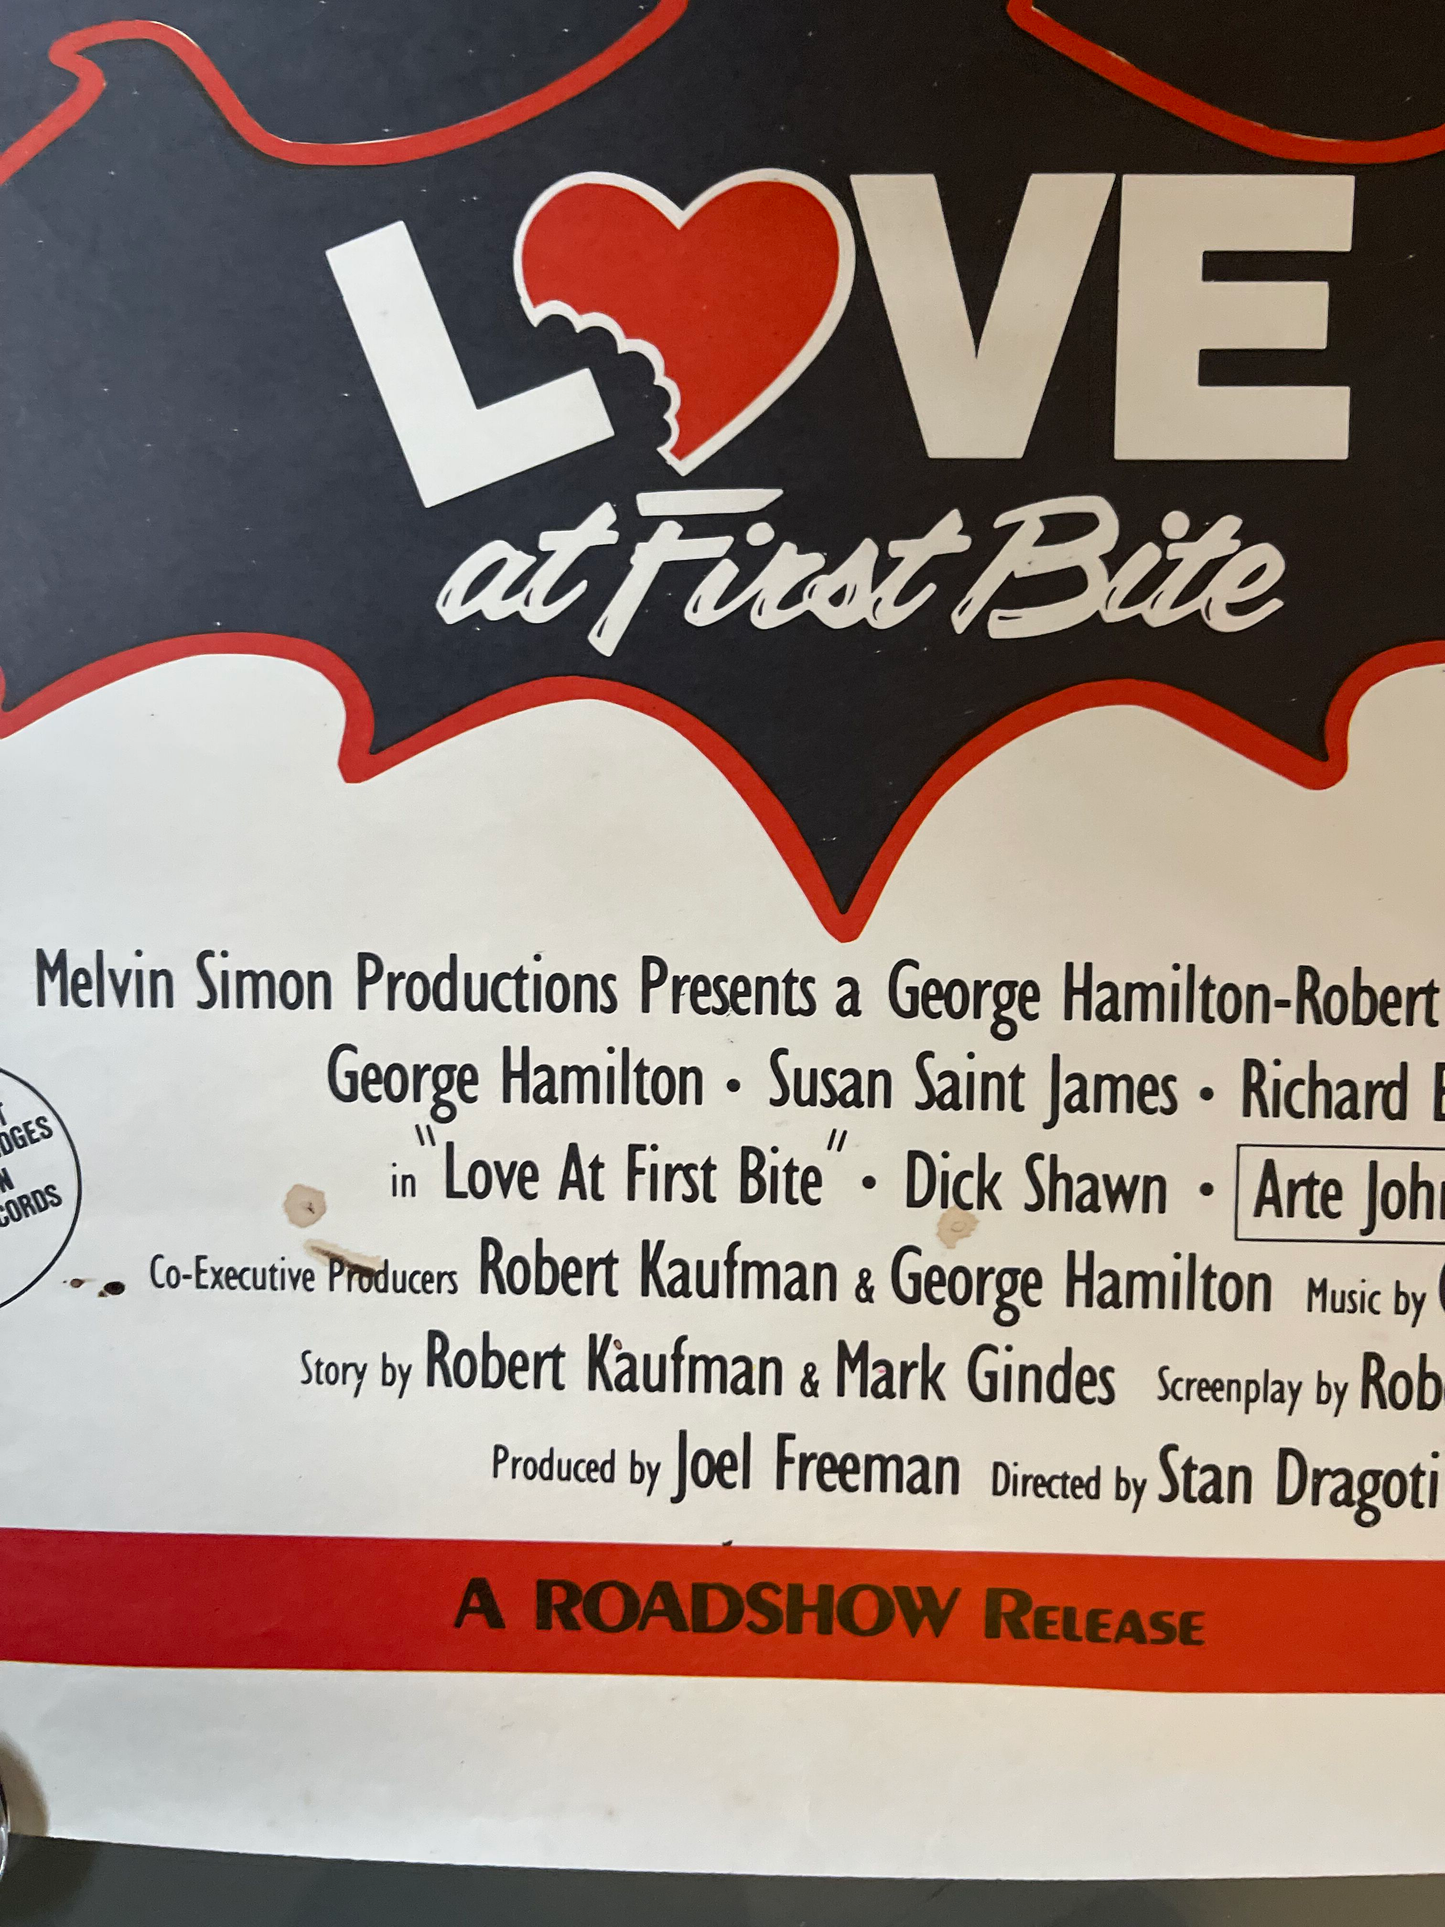 LOVE
at First Bite
Melvin Simon Productions Presents a George Hamilton-Robert
George Hamilton • Susan Saint James • Richard
in "Love At First Bite" • Dick Shawn • Arte
DGES
CORDS
Co-Executive Producers Robert Kaufman & George Hamilton Music by
Story by Robert Kaufman & Mark Gindes Screenplay by
Produced by Joel Freeman Directed by Stan Dragoti
A ROADSHOW RELEASE